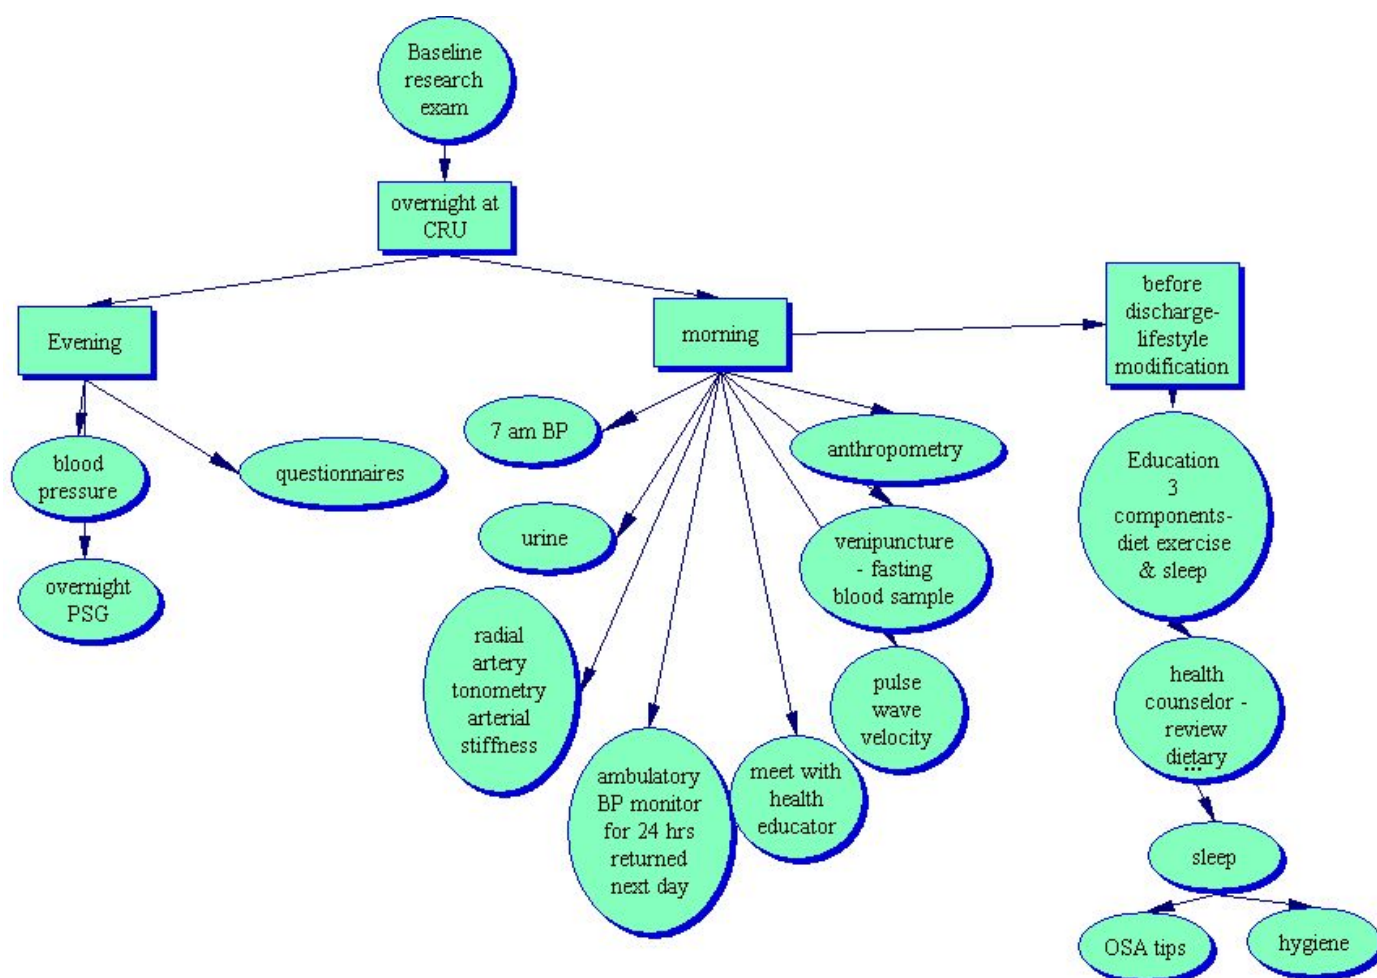 Baseline
research
exam
overnight at
CRU
Evening
morning
before
discharge-
lifestyle
modification
blood
pressure
questionnaires
overnight
PSG
7 am BP
anthropometry
urine
venipuncture
- fasting
blood sample
radial
artery
tonometry
arterial
stiffness
pulse
wave
velocity
ambulatory
BP monitor
for 24 hrs
returned
next day
meet with
health
educator
Education
3
components-
diet exercise
& sleep
health
counselor -
review
dietary
...
sleep
OSA tips
hygiene